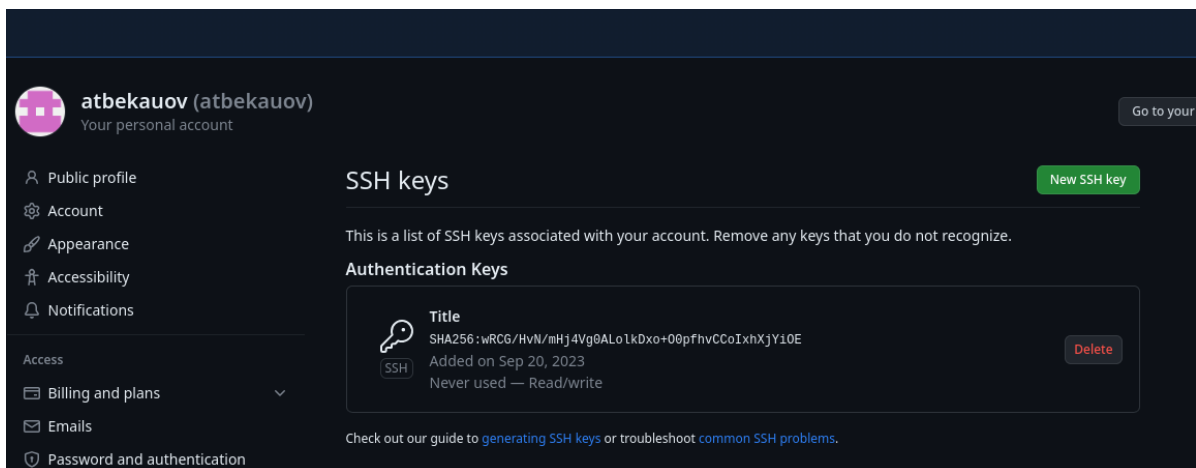 atbekauov (atbekauov)
Your personal account
Go to your
Public profile
Account
Appearance
Accessibility
Notifications
Access
Billing and plans
Emails
Password and authentication
SSH keys
New SSH key
This is a list of SSH keys associated with your account. Remove any keys that you do not recognize.
Authentication Keys
Title
SHA256:wRCG/HvN/mHj4Vg0ALolkDxo+O0pfhvCCoIxhXjYiOE
Added on Sep 20, 2023
Never used — Read/write
SSH
Delete
Check out our guide to generating SSH keys or troubleshoot common SSH problems.